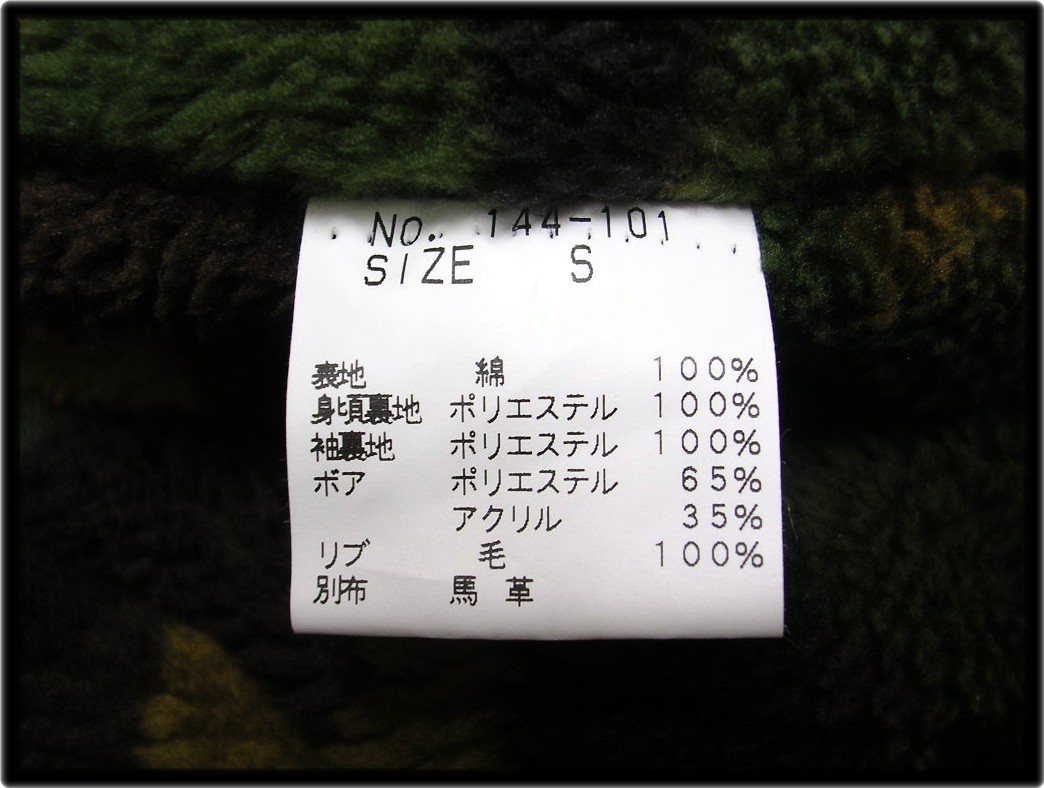 No. 144-101
SIZE S
表地 綿 100%
身頃裏地 ポリエステル 100%
袖裏地 ポリエステル 100%
ボア ポリエステル 65%
アクリル 35%
リブ 毛 100%
別布 馬 革